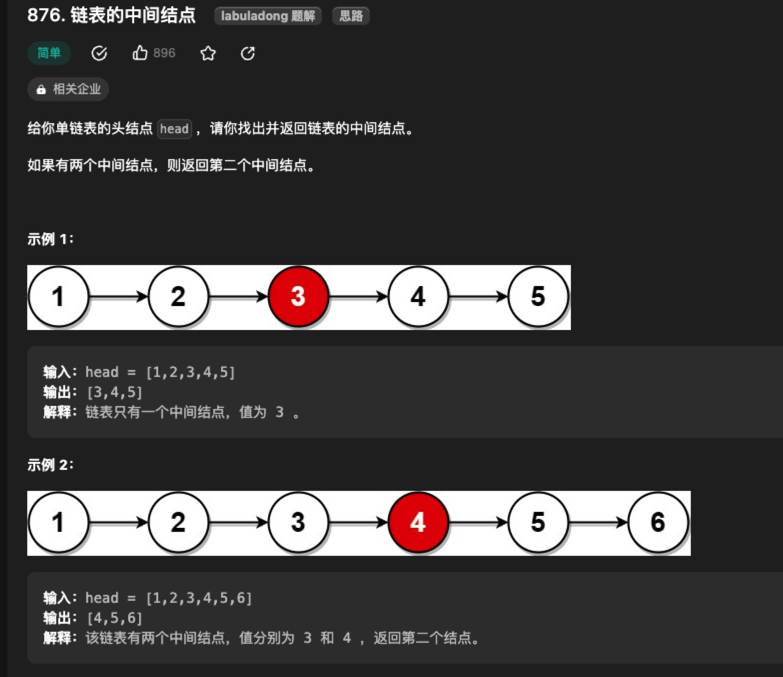 876. 链表的中间结点 labuladong 题解 思路
简单 896
相关企业
给你单链表的头结点 head ，请你找出并返回链表的中间结点。
如果有两个中间结点，则返回第二个中间结点。
示例 1：
1 2 3 4 5
输入：head = [1,2,3,4,5]
输出：[3,4,5]
解释：链表只有一个中间结点，值为 3 。
示例 2：
1 2 3 4 5 6
输入：head = [1,2,3,4,5,6]
输出：[4,5,6]
解释：该链表有两个中间结点，值分别为 3 和 4 ，返回第二个结点。